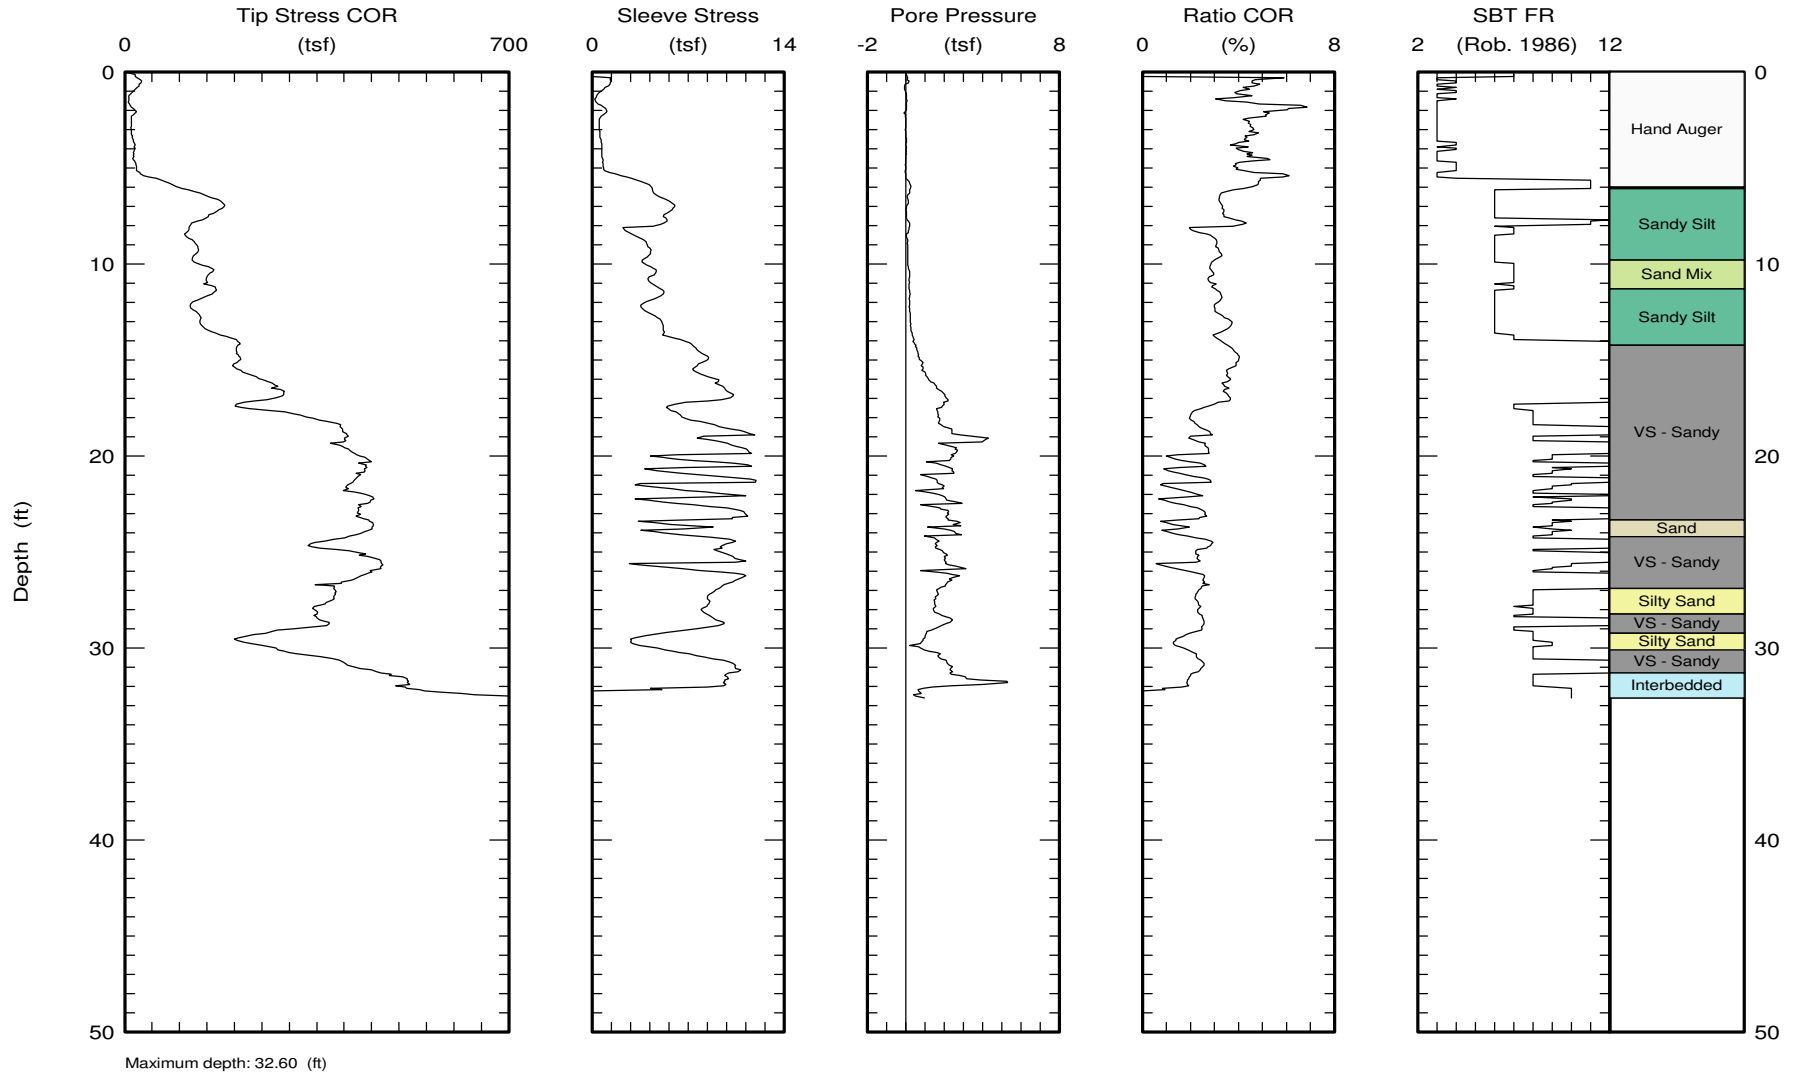 Tip Stress COR
Sleeve Stress
Pore Pressure
Ratio COR
SBT FR
0 (tsf) 700
0 (tsf) 14
-2 (tsf) 8
0 (%) 8
2 (Rob. 1986) 12
0 0
Hand Auger
Sandy Silt
10 10
Sand Mix
Sandy Silt
VS - Sandy
20 20
Sand
VS - Sandy
Depth (ft)
Silty Sand
VS - Sandy
Silty Sand
30 30
VS - Sandy
Interbedded
40 40
50 50
Maximum depth: 32.60 (ft)